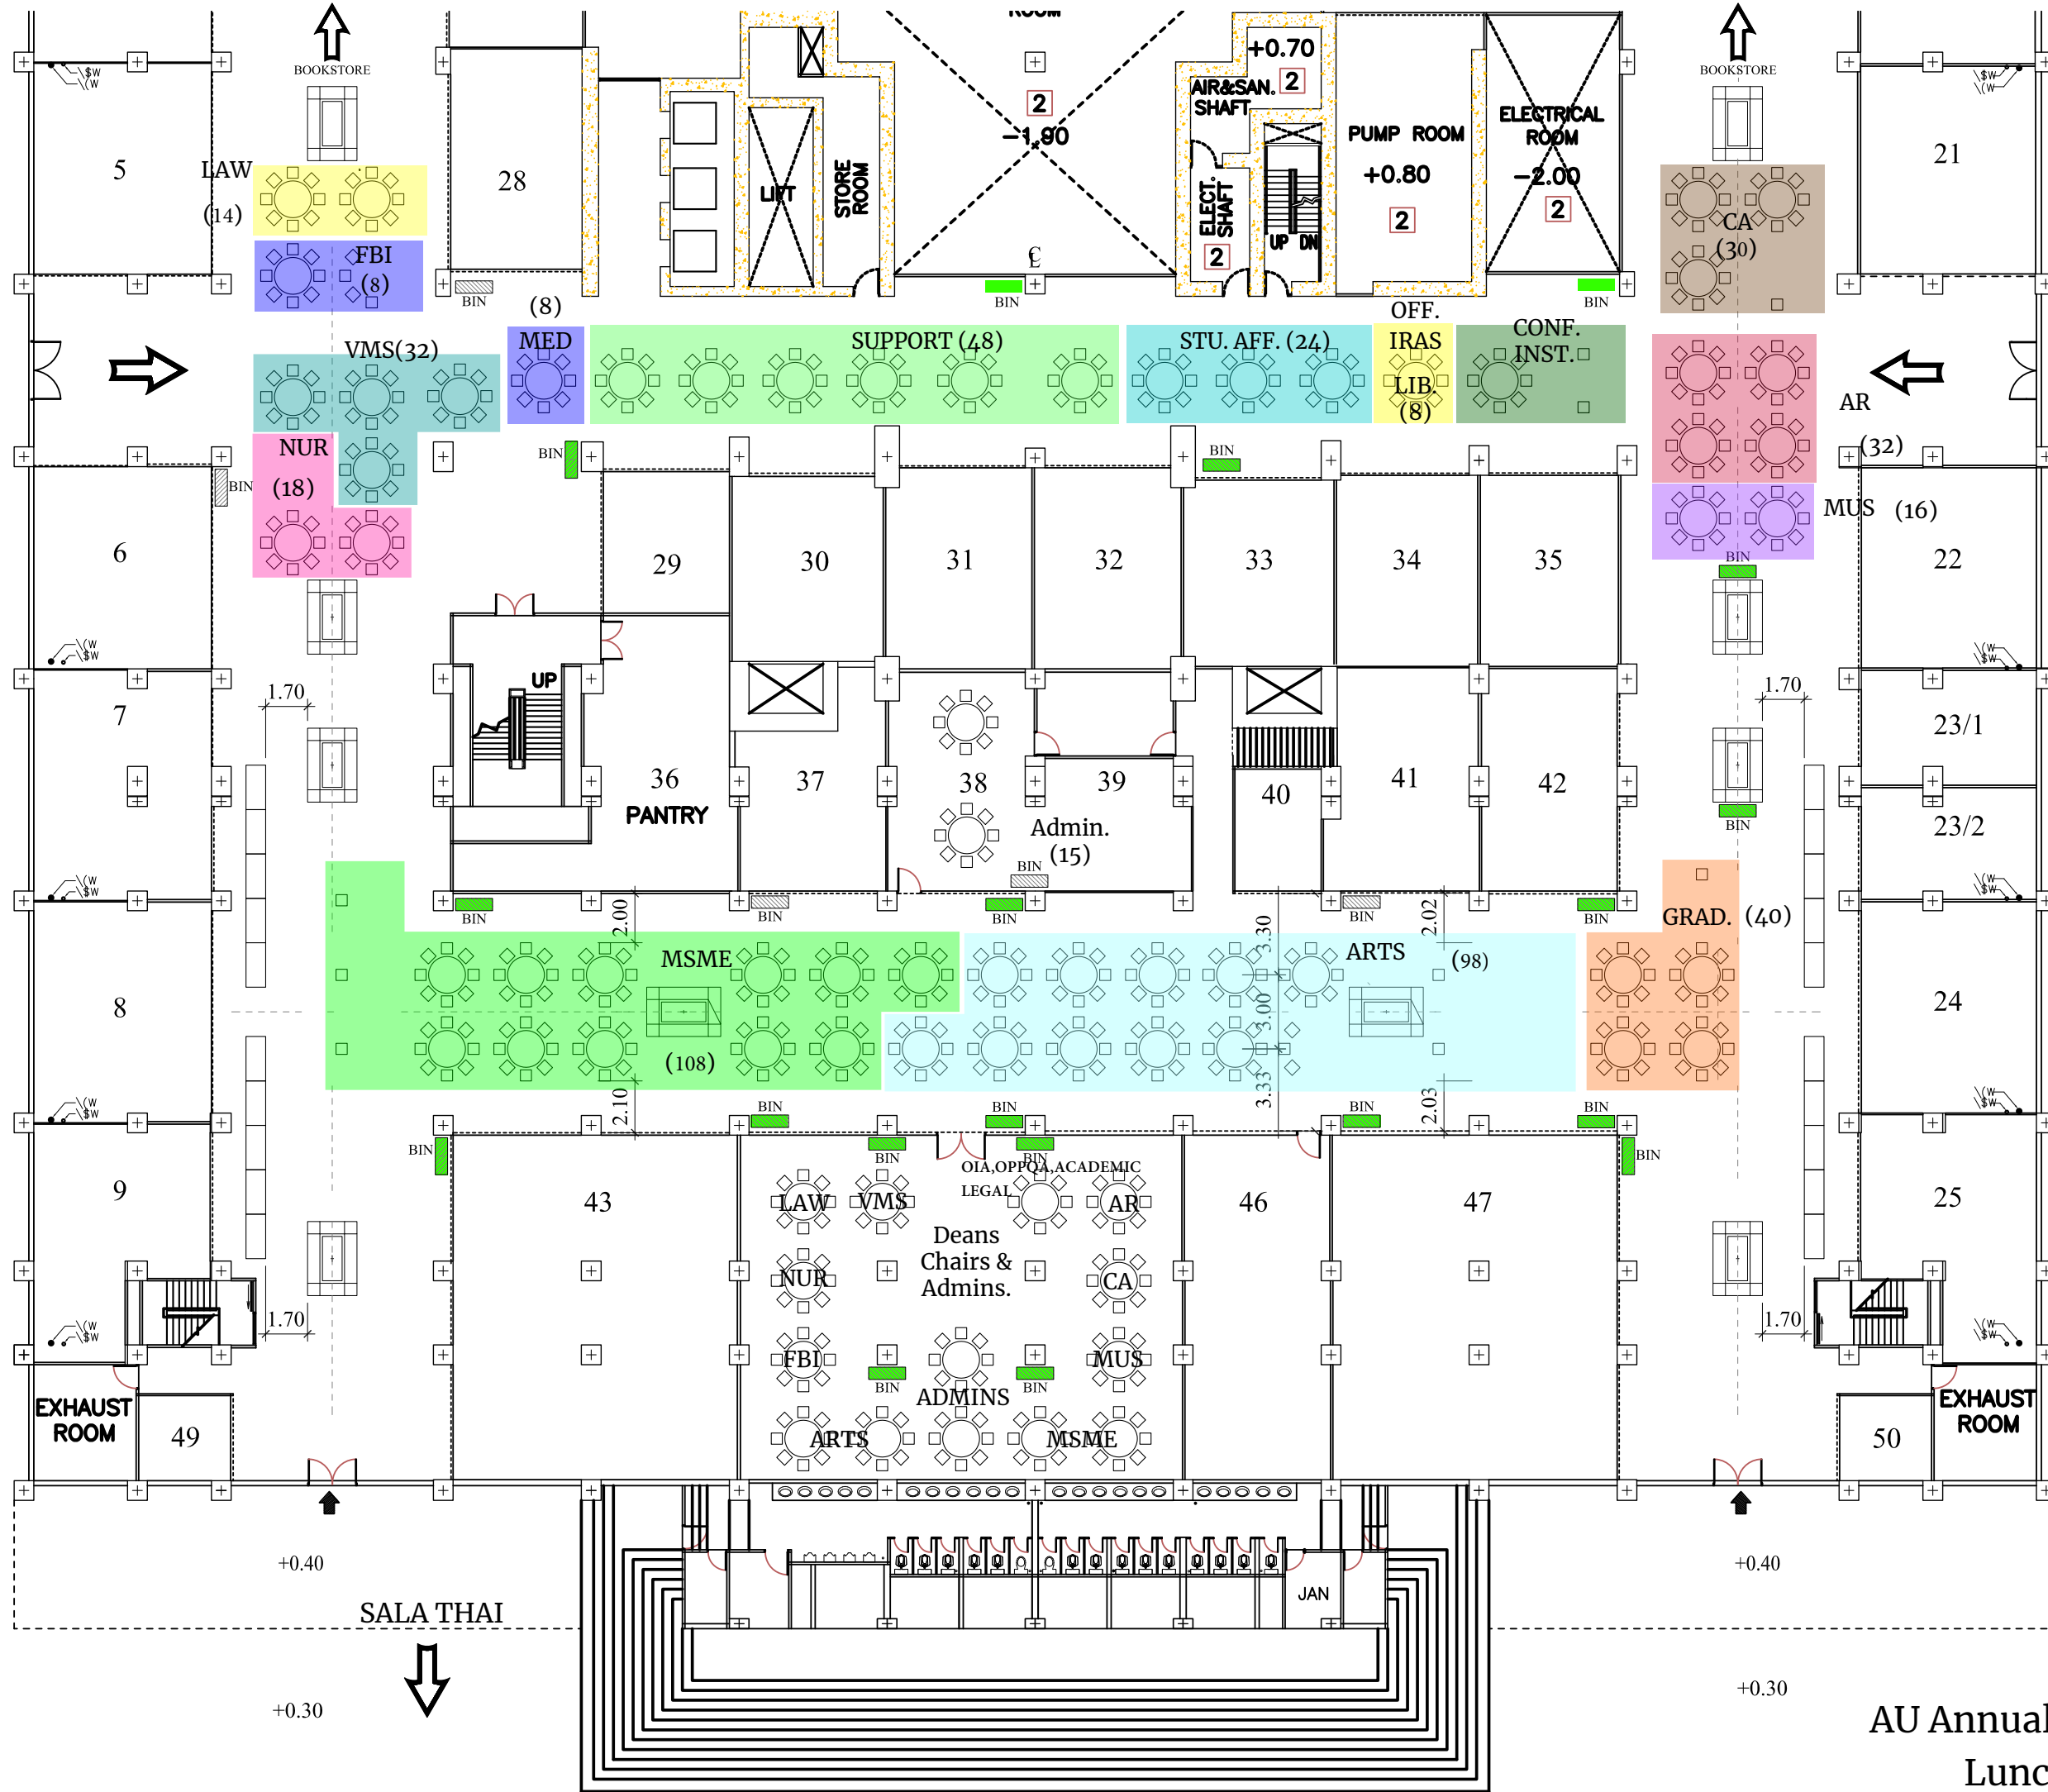 ROOM
BOOKSTORE
BOOKSTORE
\$W
\(W
\$W
\(W
+0.70
2
AIR&SAN.
SHAFT
2
-1.90
PUMP ROOM
+0.80
2
ELECTRICAL
ROOM
-2.00
2
5
LAW
(14)
28
LIFT
STORE
ROOM
ELECT.
SHAFT
2
UP DN
CA
(30)
21
FBI
(8)
BIN
(8)
BIN
BIN
VMS(32)
MED
SUPPORT (48)
STU. AFF. (24)
OFF.
IRAS
LIB.
(8)
CONF.
INST.
AR
(32)
NUR
(18)
BIN
BIN
BIN
MUS (16)
BIN
6
29
30
31
32
33
34
35
22
\(W
\$W
\(W
\$W
1.70
UP
1.70
7
23/1
36
PANTRY
37
38
39
40
41
42
Admin.
(15)
BIN
BIN
23/2
\(W
\$W
\(W
\$W
BIN
2.00
BIN
BIN
3.30
BIN
2.02
BIN
GRAD. (40)
MSME
ARTS
(98)
8
3.00
24
(108)
2.10
3.33
2.03
\(W
\$W
\(W
\$W
BIN
BIN
BIN
BIN
BIN
BIN
BIN
BIN
OIA,OPPQA,ACADEMIC
LEGAL
9
43
LAW
VMS
AR
46
47
25
Deans
Chairs &
Admins.
NUR
CA
1.70
1.70
\(W
\$W
\(W
\$W
FBI
MUS
BIN
BIN
ADMINS
EXHAUST
ROOM
49
ARTS
MSME
50
EXHAUST
ROOM
+0.40
+0.40
JAN
SALA THAI
+0.30
+0.30
AU Annual
Lunc